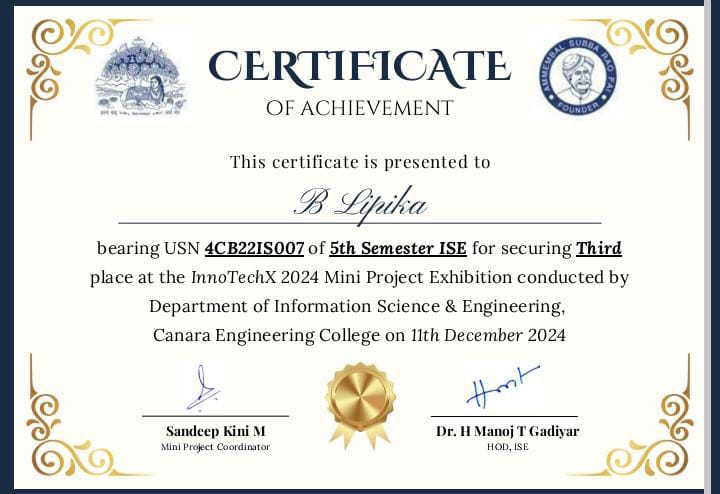 CERTIFICATE
OF ACHIEVEMENT
AMMEMBAL SUBBA RAO PAI
FOUNDER
This certificate is presented to
B Lipika
bearing USN 4CB22IS007 of 5th Semester ISE for securing Third
place at the InnoTechX 2024 Mini Project Exhibition conducted by
Department of Information Science & Engineering,
Canara Engineering College on 11th December 2024
Sandeep Kini M
Mini Project Coordinator
Dr. H Manoj T Gadiyar
HOD, ISE